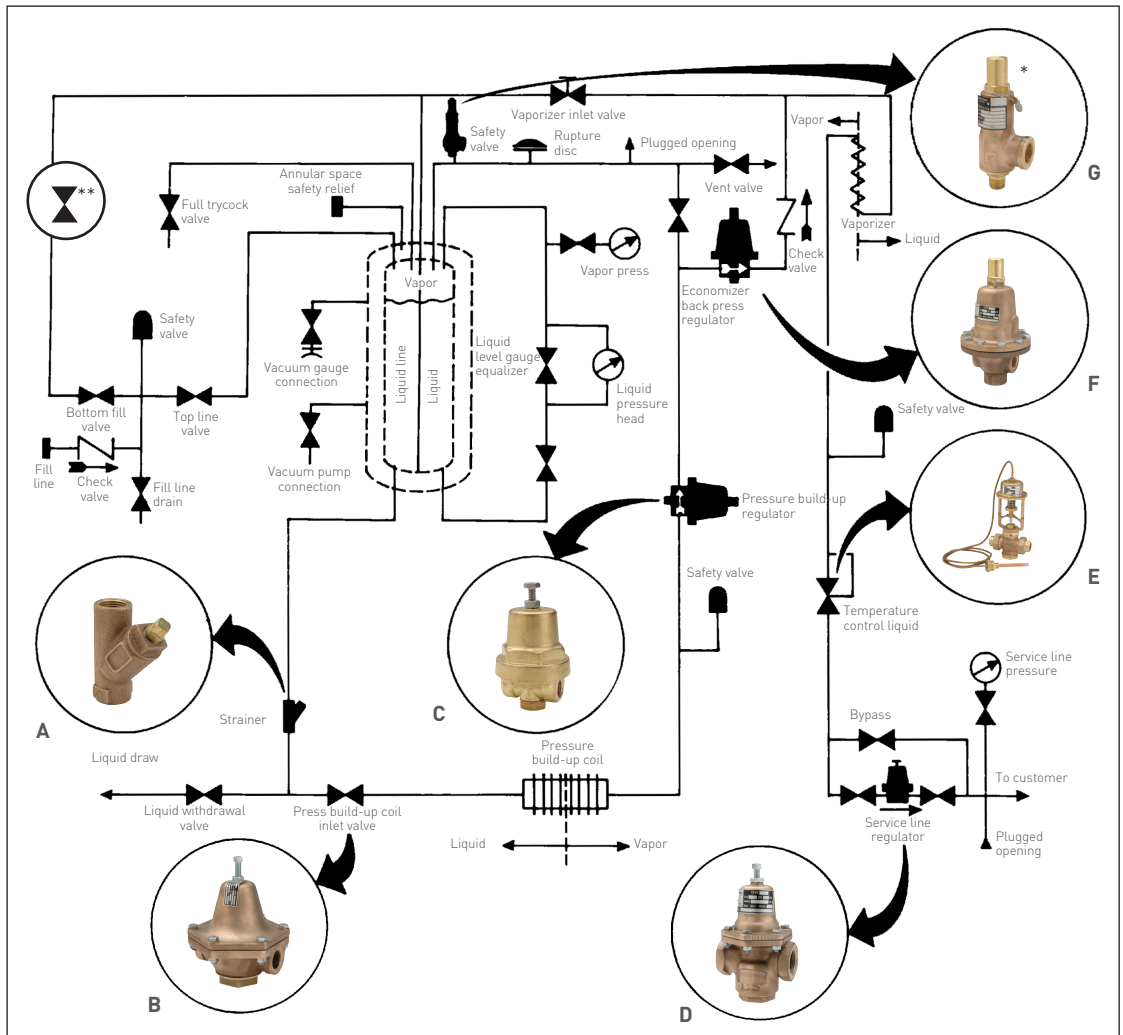 *
G
Vaporizer inlet valve
Vapor
Safety
valve
Rupture
disc
Plugged opening
Annular space
safety relief
Vent valve
**
Full trycock
valve
Vaporizer
Liquid
Check
valve
Vapor press
Vapor
Economizer
back press
regulator
F
Safety
valve
Vacuum gauge
connection
Liquid line
Liquid
Liquid
level gauge
equalizer
Liquid
pressure
head
Safety valve
Bottom fill
valve
Top line
valve
Fill
line
Check
valve
Fill line
drain
Vacuum pump
connection
Pressure build-up
regulator
E
Safety valve
Temperature
control liquid
A
C
Strainer
Service line
pressure
Bypass
Liquid draw
Pressure
build-up coil
To customer
Liquid withdrawal
valve
Press build-up coil
inlet valve
Service line
regulator
Liquid
Vapor
Plugged
opening
B
D